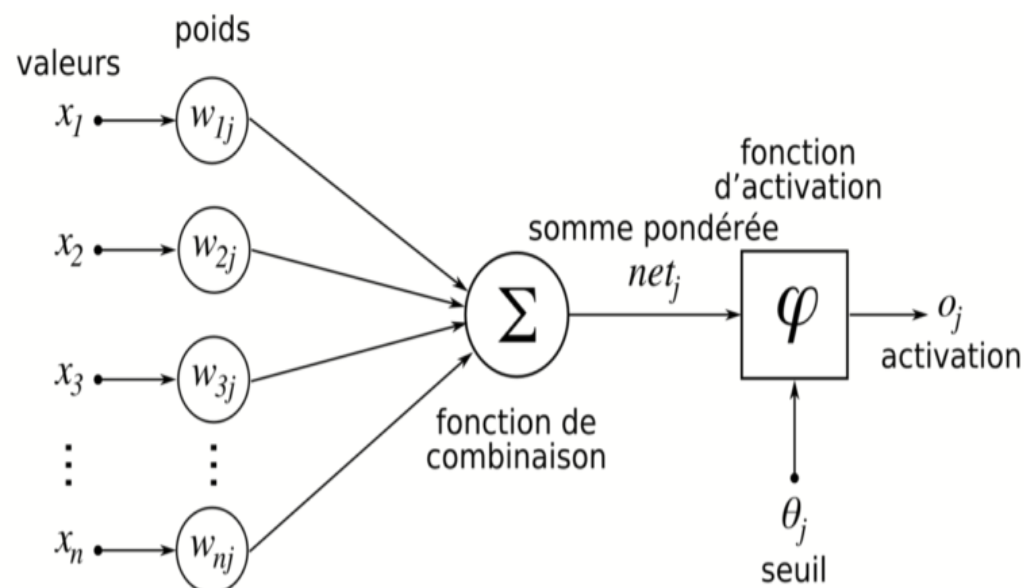 poids
valeurs
x₁
w₁ⱼ
x₂
w₂ⱼ
x₃
w₃ⱼ
⋮
⋮
xₙ
wₙⱼ
Σ
fonction de
combinaison
somme pondérée
netⱼ
fonction
d’activation
φ
oⱼ
activation
θⱼ
seuil